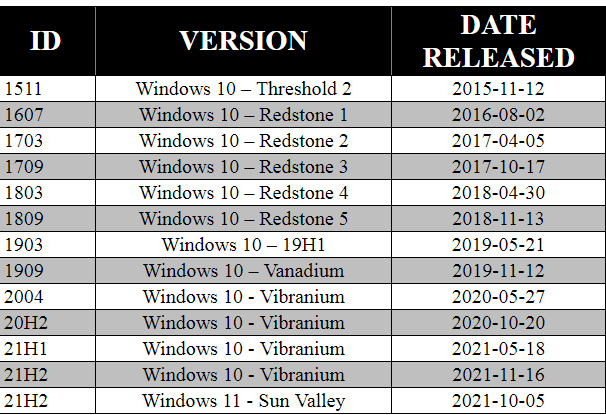 ID VERSION DATE RELEASED
1511 Windows 10 – Threshold 2 2015-11-12
1607 Windows 10 – Redstone 1 2016-08-02
1703 Windows 10 – Redstone 2 2017-04-05
1709 Windows 10 – Redstone 3 2017-10-17
1803 Windows 10 – Redstone 4 2018-04-30
1809 Windows 10 – Redstone 5 2018-11-13
1903 Windows 10 – 19H1 2019-05-21
1909 Windows 10 – Vanadium 2019-11-12
2004 Windows 10 - Vibranium 2020-05-27
20H2 Windows 10 - Vibranium 2020-10-20
21H1 Windows 10 - Vibranium 2021-05-18
21H2 Windows 10 - Vibranium 2021-11-16
21H2 Windows 11 - Sun Valley 2021-10-05